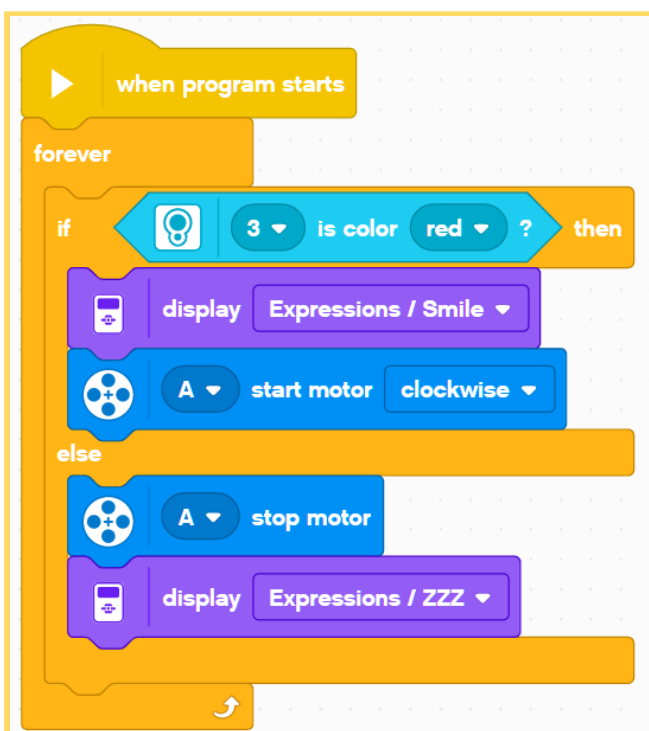 when program starts
forever
if 3 is color red ? then
display Expressions / Smile
A start motor clockwise
else
A stop motor
display Expressions / ZZZ